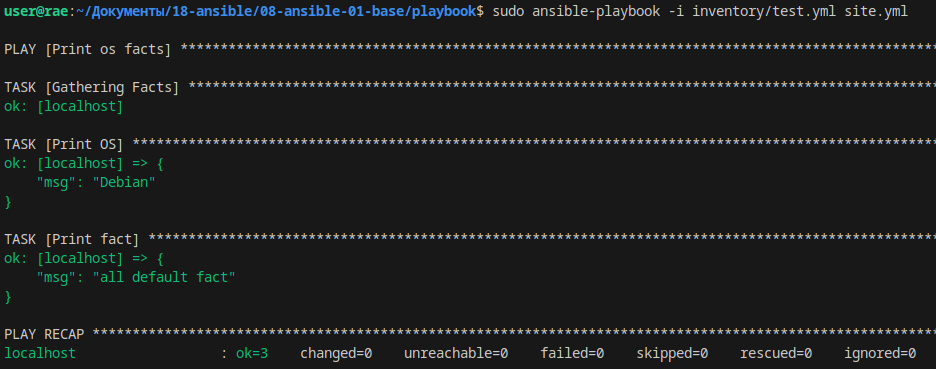 user@rae:~/Документы/18-ansible/08-ansible-01-base/playbook$ sudo ansible-playbook -i inventory/test.yml site.yml
PLAY [Print os facts] ***********************************************************************************************
TASK [Gathering Facts] **********************************************************************************************
ok: [localhost]
TASK [Print OS] *****************************************************************************************************
ok: [localhost] => {
    "msg": "Debian"
}
TASK [Print fact] ***************************************************************************************************
ok: [localhost] => {
    "msg": "all default fact"
}
PLAY RECAP **********************************************************************************************************
localhost                  : ok=3    changed=0    unreachable=0    failed=0    skipped=0    rescued=0    ignored=0